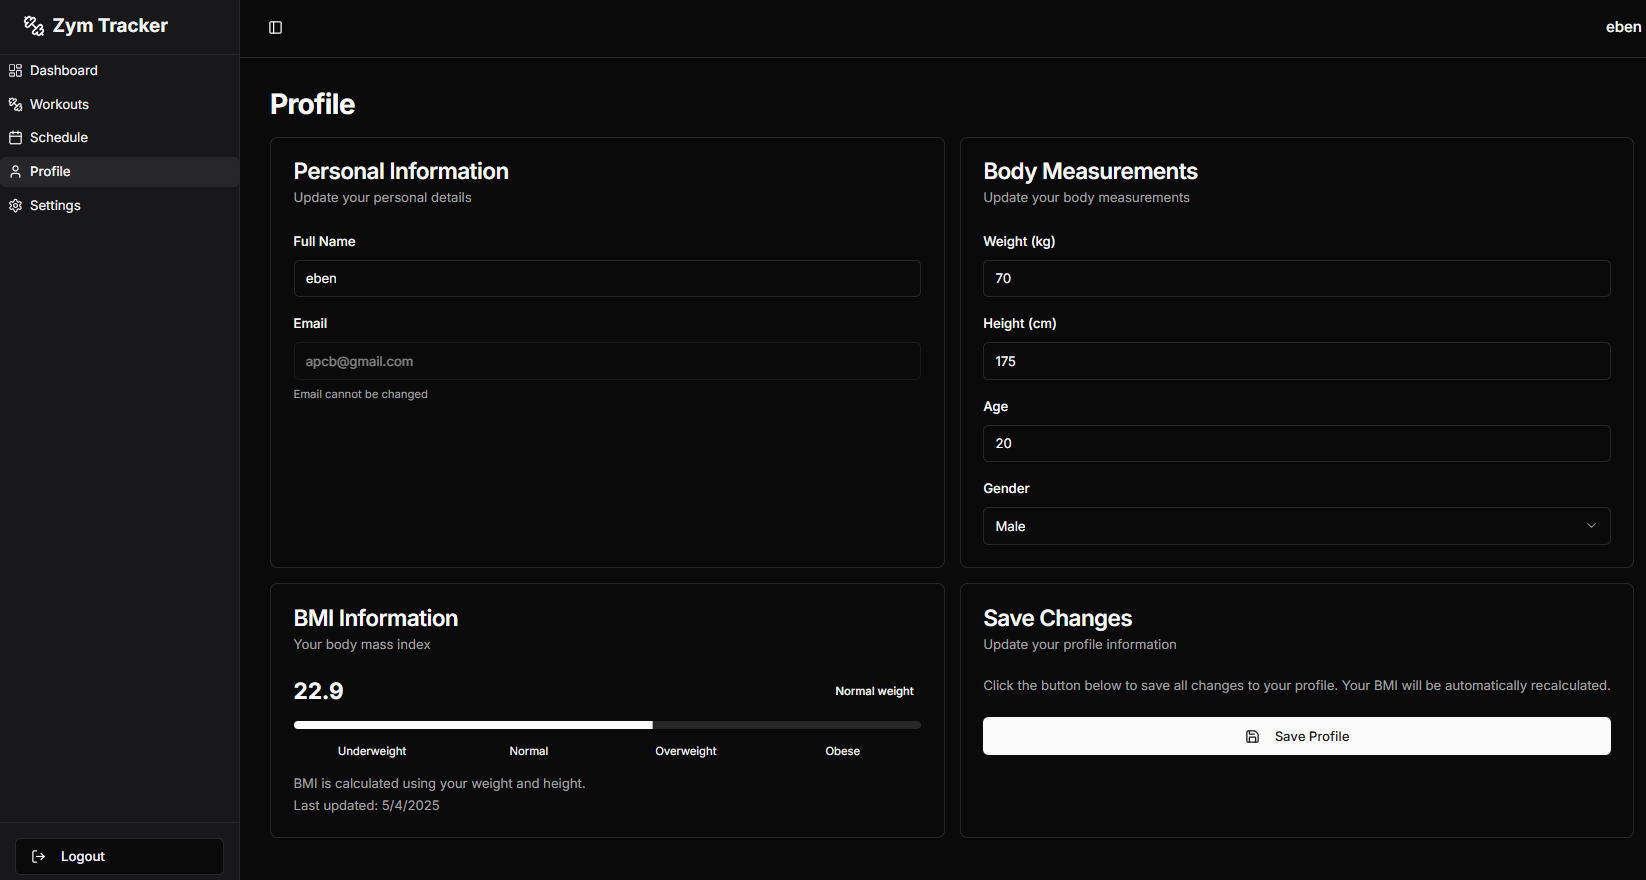 Zym Tracker
Dashboard
Workouts
Schedule
Profile
Settings
Logout
eben
Profile
Personal Information
Update your personal details
Full Name
eben
Email
apcb@gmail.com
Email cannot be changed
Body Measurements
Update your body measurements
Weight (kg)
70
Height (cm)
175
Age
20
Gender
Male
BMI Information
Your body mass index
22.9
Normal weight
Underweight Normal Overweight Obese
BMI is calculated using your weight and height.
Last updated: 5/4/2025
Save Changes
Update your profile information
Click the button below to save all changes to your profile. Your BMI will be automatically recalculated.
Save Profile